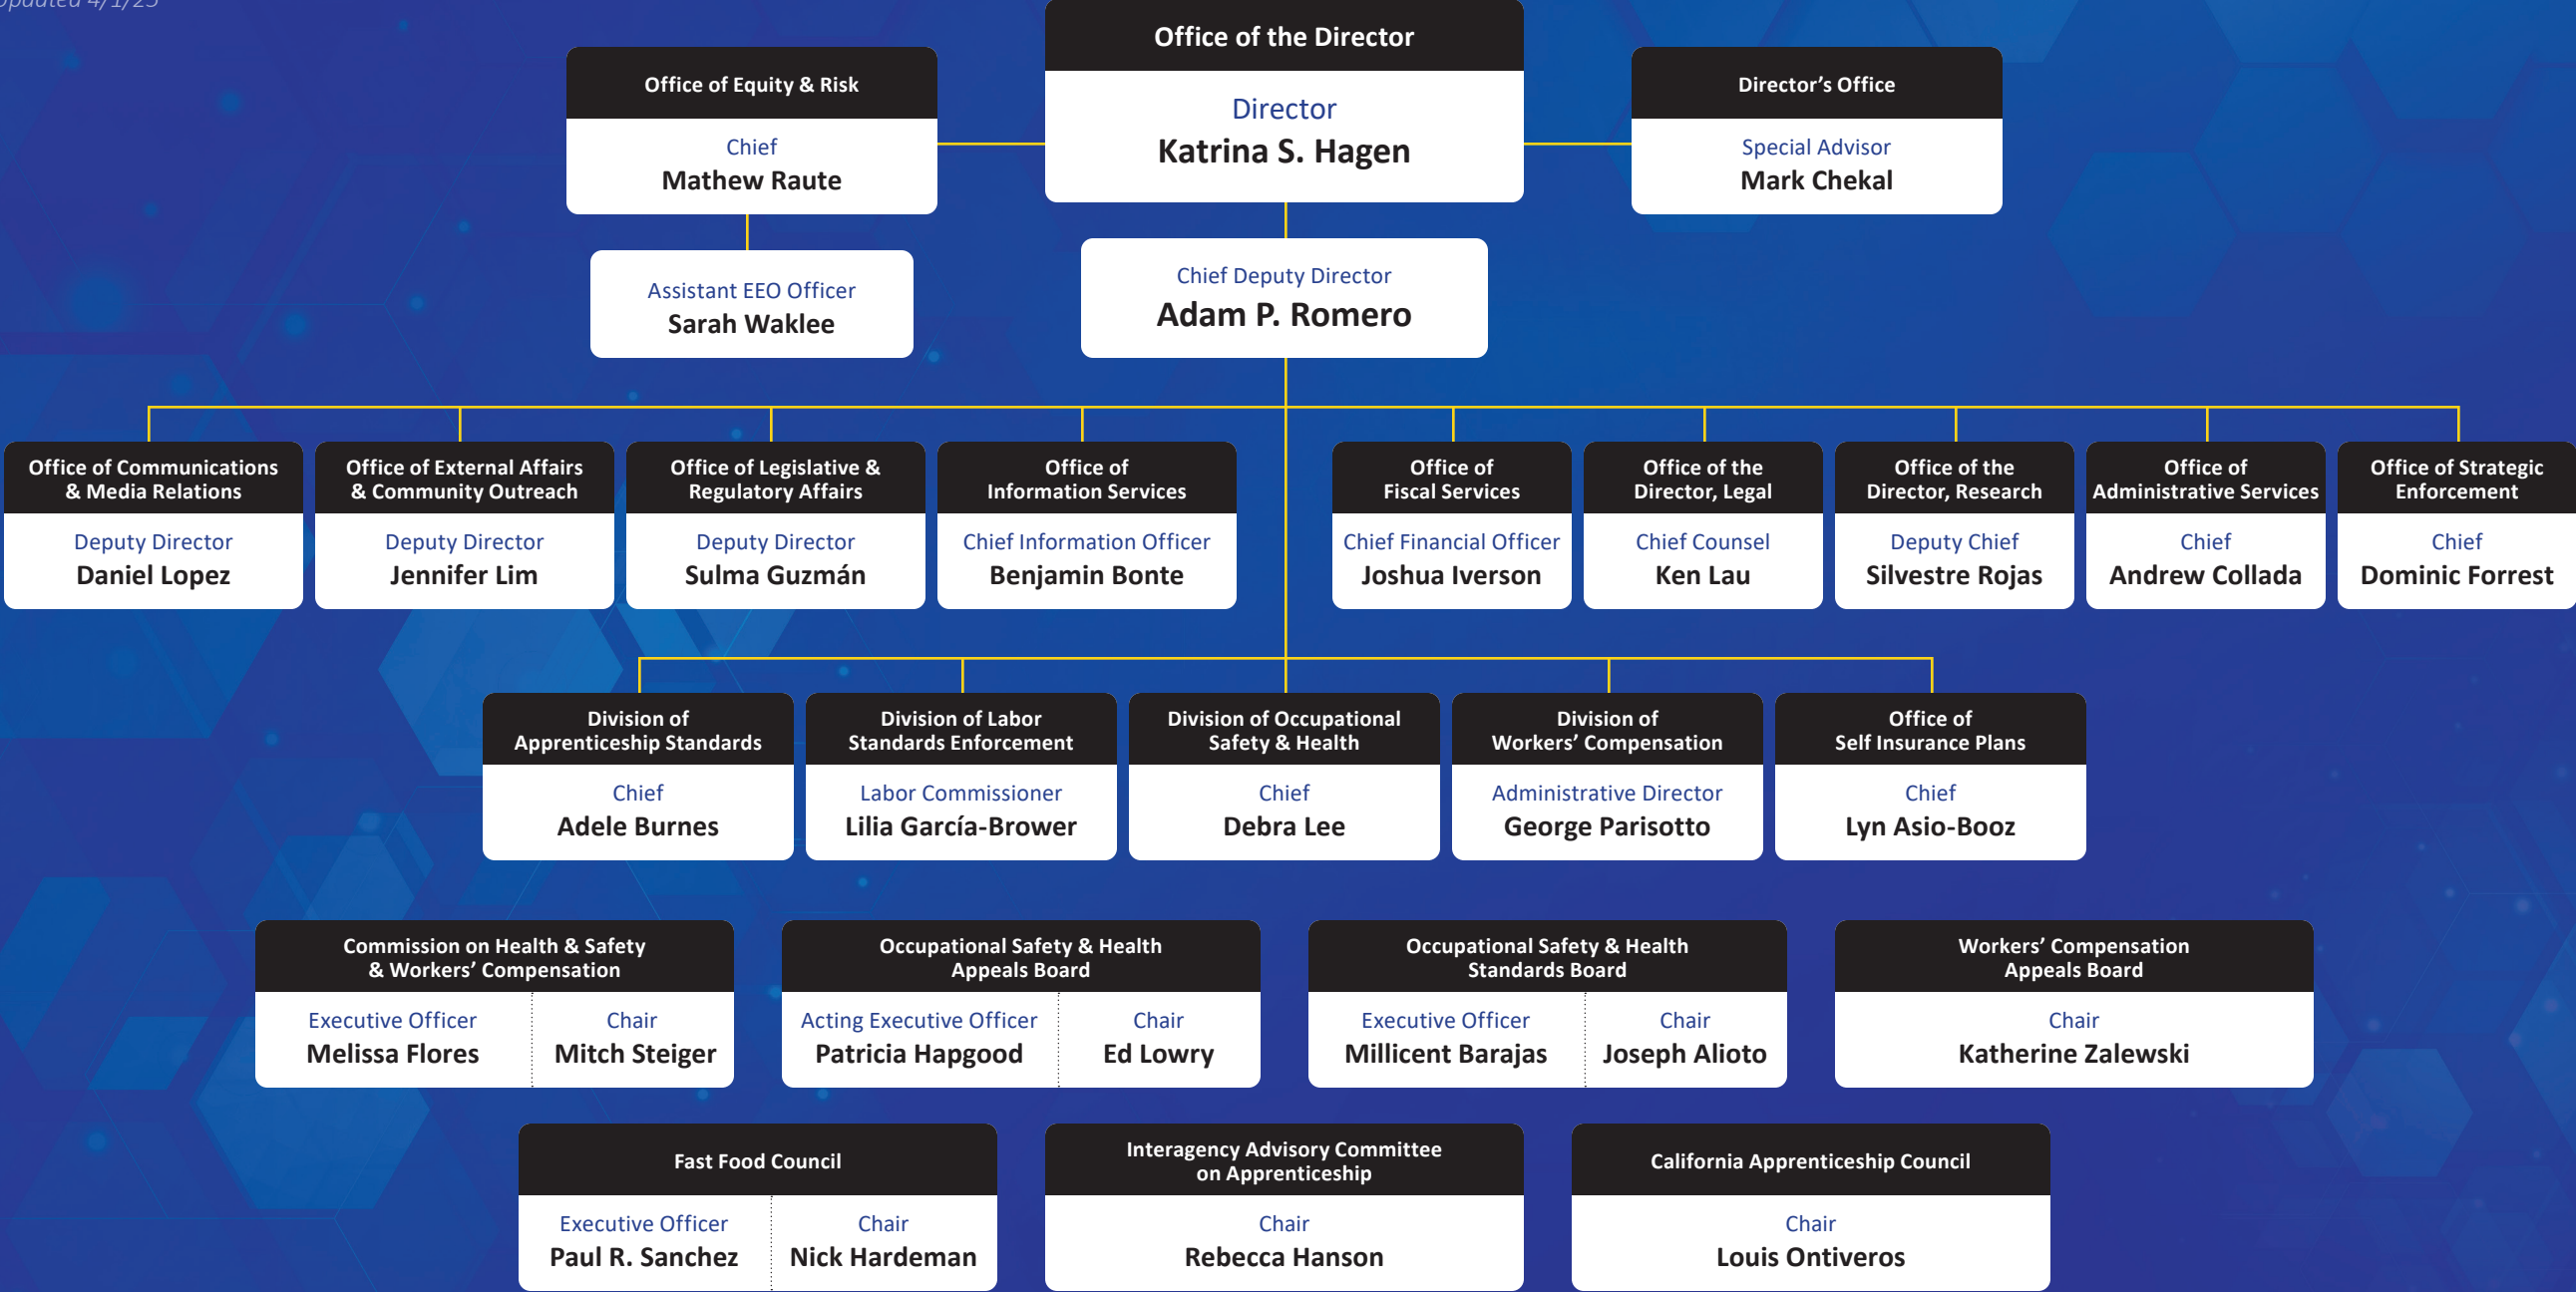 Updated 4/1/25
Office of the Director
Director
Katrina S. Hagen
Office of Equity & Risk
Chief
Mathew Raute
Director’s Office
Special Advisor
Mark Chekal
Assistant EEO Officer
Sarah Waklee
Chief Deputy Director
Adam P. Romero
Office of Communications
& Media Relations
Deputy Director
Daniel Lopez
Office of External Affairs
& Community Outreach
Deputy Director
Jennifer Lim
Office of Legislative &
Regulatory Affairs
Deputy Director
Sulma Guzmán
Office of
Information Services
Chief Information Officer
Benjamin Bonte
Office of
Fiscal Services
Chief Financial Officer
Joshua Iverson
Office of the
Director, Legal
Chief Counsel
Ken Lau
Office of the
Director, Research
Deputy Chief
Silvestre Rojas
Office of
Administrative Services
Chief
Andrew Collada
Office of Strategic
Enforcement
Chief
Dominic Forrest
Division of
Apprenticeship Standards
Chief
Adele Burnes
Division of Labor
Standards Enforcement
Labor Commissioner
Lilia García-Brower
Division of Occupational
Safety & Health
Chief
Debra Lee
Division of
Workers’ Compensation
Administrative Director
George Parisotto
Office of
Self Insurance Plans
Chief
Lyn Asio-Booz
Commission on Health & Safety
& Workers’ Compensation
Executive Officer
Melissa Flores
Chair
Mitch Steiger
Occupational Safety & Health
Appeals Board
Acting Executive Officer
Patricia Hapgood
Chair
Ed Lowry
Occupational Safety & Health
Standards Board
Executive Officer
Millicent Barajas
Chair
Joseph Alioto
Workers’ Compensation
Appeals Board
Chair
Katherine Zalewski
Fast Food Council
Executive Officer
Paul R. Sanchez
Chair
Nick Hardeman
Interagency Advisory Committee
on Apprenticeship
Chair
Rebecca Hanson
California Apprenticeship Council
Chair
Louis Ontiveros